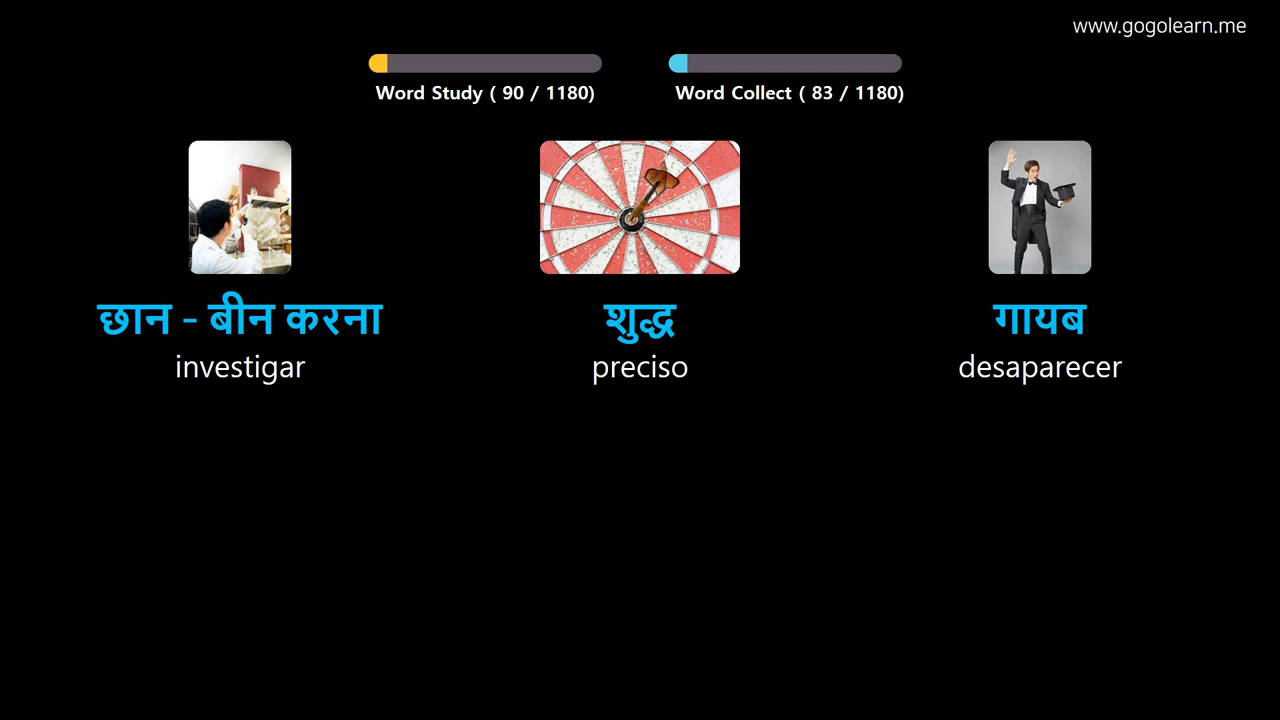 www.gogolearn.me
Word Study ( 90 / 1180)
Word Collect ( 83 / 1180)
छान - बीन करना
शुद्ध
गायब
investigar
preciso
desaparecer